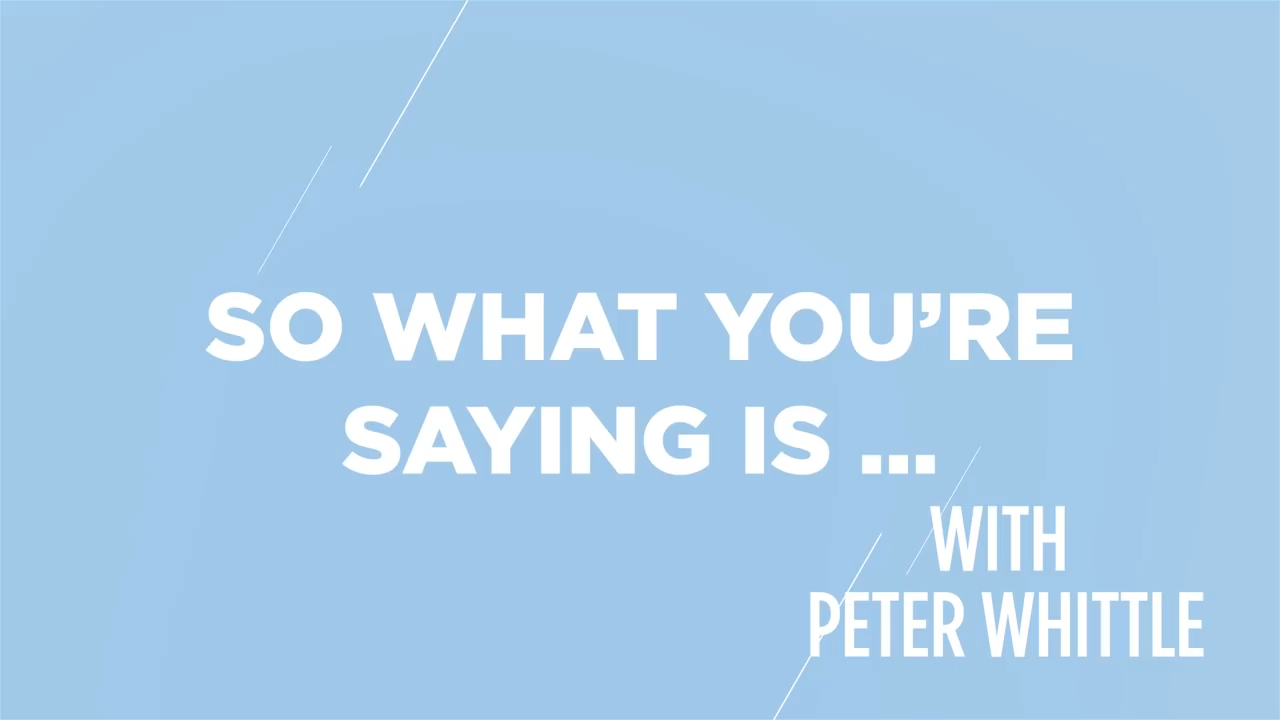 SO WHAT YOU’RE
SAYING IS ...
WITH
PETER WHITTLE